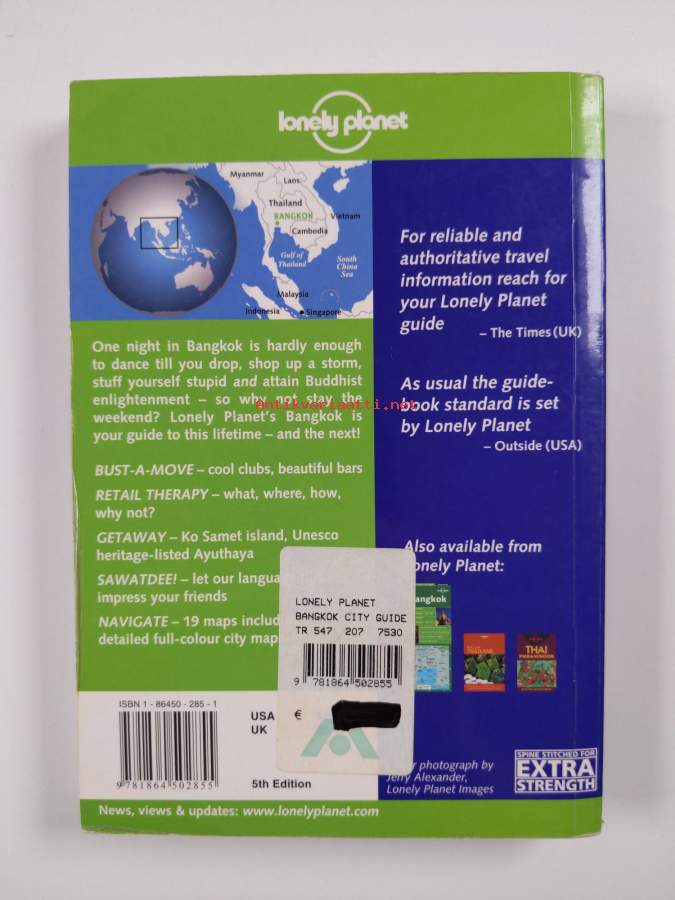 lonely planet
Myanmar
Laos
Thailand
BANGKOK
Vietnam
Cambodia
Gulf of
Thailand
South
China
Sea
Malaysia
Indonesia
Singapore
One night in Bangkok is hardly enough
to dance till you drop, shop up a storm,
stuff yourself stupid and attain Buddhist
enlightenment – so why not stay the
weekend? Lonely Planet's Bangkok is
your guide to this lifetime – and the next!
BUST-A-MOVE – cool clubs, beautiful bars
RETAIL THERAPY – what, where, how,
why not?
GETAWAY – Ko Samet island, Unesco
heritage-listed Ayuthaya
SAWATDEE! – let our
impress your friends
NAVIGATE – 19 maps
detailed full-colour city
For reliable and
authoritative travel
information reach for
your Lonely Planet
guide
– The Times (UK)
As usual the guide-
book standard is set
by Lonely Planet
– Outside (USA)
Antikvariaatti.net
Also available from
Lonely Planet:
Bangkok
THAILAND
THAI
PHRASEBOOK
LONELY PLANET
BANGKOK CITY GUIDE
TR 547 207 7530
9 781864 502855
€
ISBN 1 - 86450 - 285 - 1
9 781864 502855
USA
UK
5th Edition
photograph by
Jerry Alexander,
Lonely Planet Images
SPINE STITCHED FOR
EXTRA
STRENGTH
News, views & updates: www.lonelyplanet.com